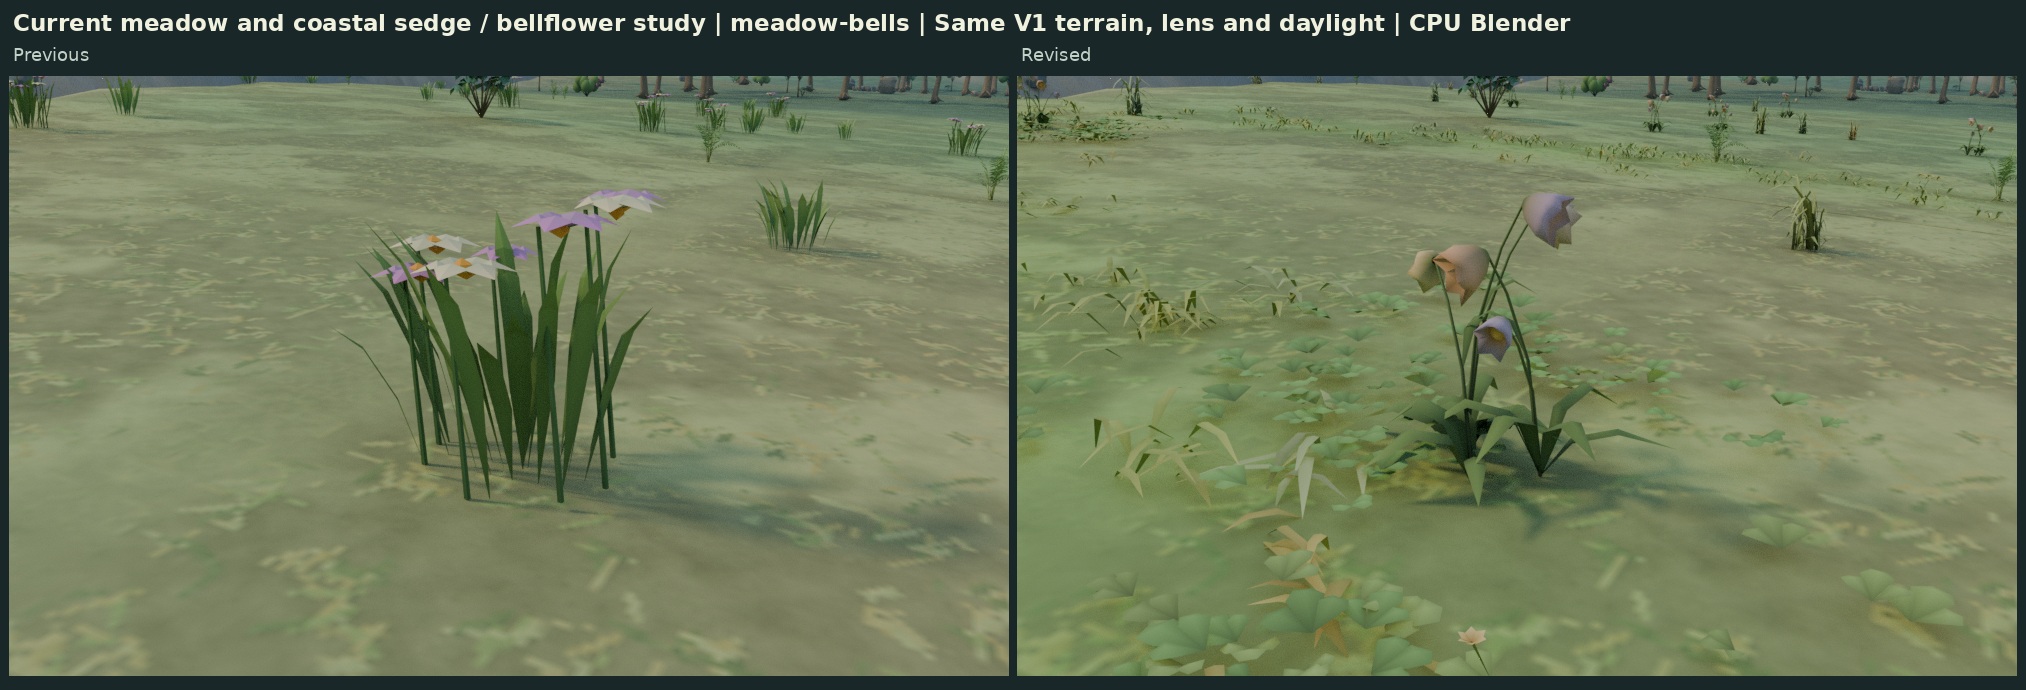 Current meadow and coastal sedge / bellflower study | meadow-bells | Same V1 terrain, lens and daylight | CPU Blender
Previous
Revised